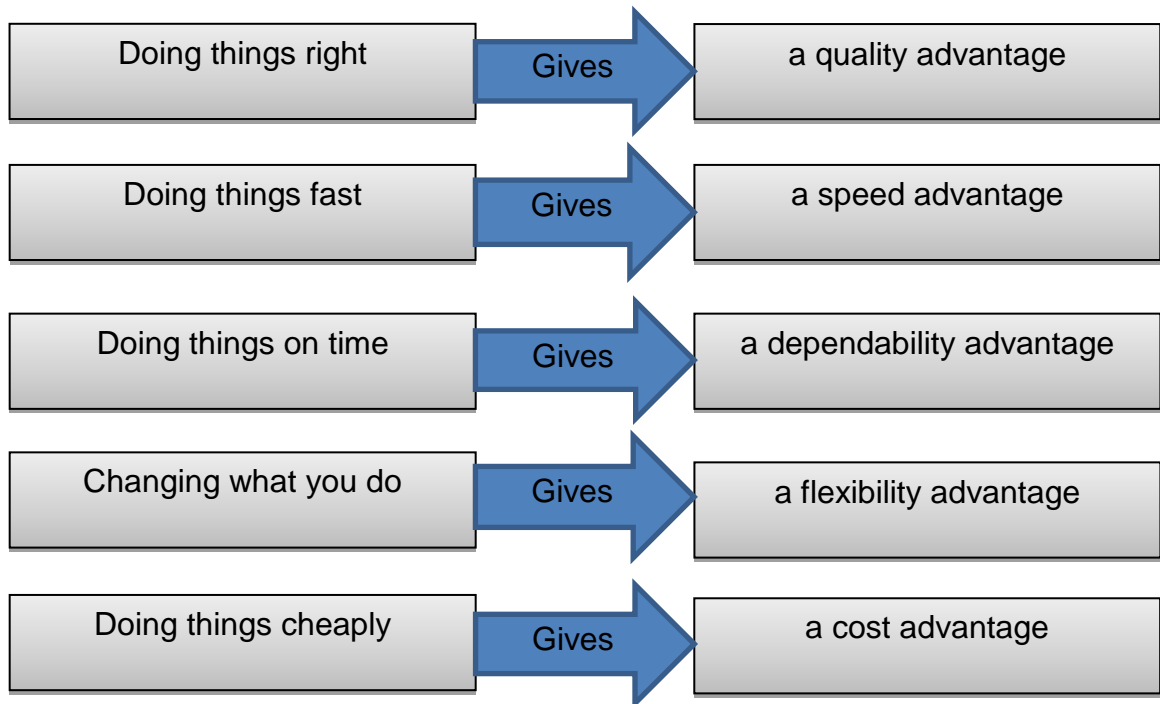 Doing things right
Gives
a quality advantage
Doing things fast
Gives
a speed advantage
Doing things on time
Gives
a dependability advantage
Changing what you do
Gives
a flexibility advantage
Doing things cheaply
Gives
a cost advantage